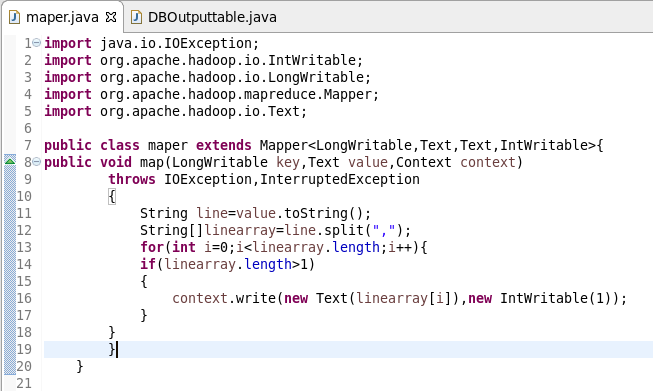 maper.java DBOutputtable.java
1 import java.io.IOException;
2 import org.apache.hadoop.io.IntWritable;
3 import org.apache.hadoop.io.LongWritable;
4 import org.apache.hadoop.mapreduce.Mapper;
5 import org.apache.hadoop.io.Text;
6
7 public class maper extends Mapper<LongWritable,Text,Text,IntWritable>{
8 public void map(LongWritable key,Text value,Context context)
9         throws IOException,InterruptedException
10         {
11             String line=value.toString();
12             String[]linearray=line.split(",");
13             for(int i=0;i<linearray.length;i++){
14             if(linearray.length>1)
15             {
16                 context.write(new Text(linearray[i]),new IntWritable(1));
17             }
18         }
19         }
20     }
21